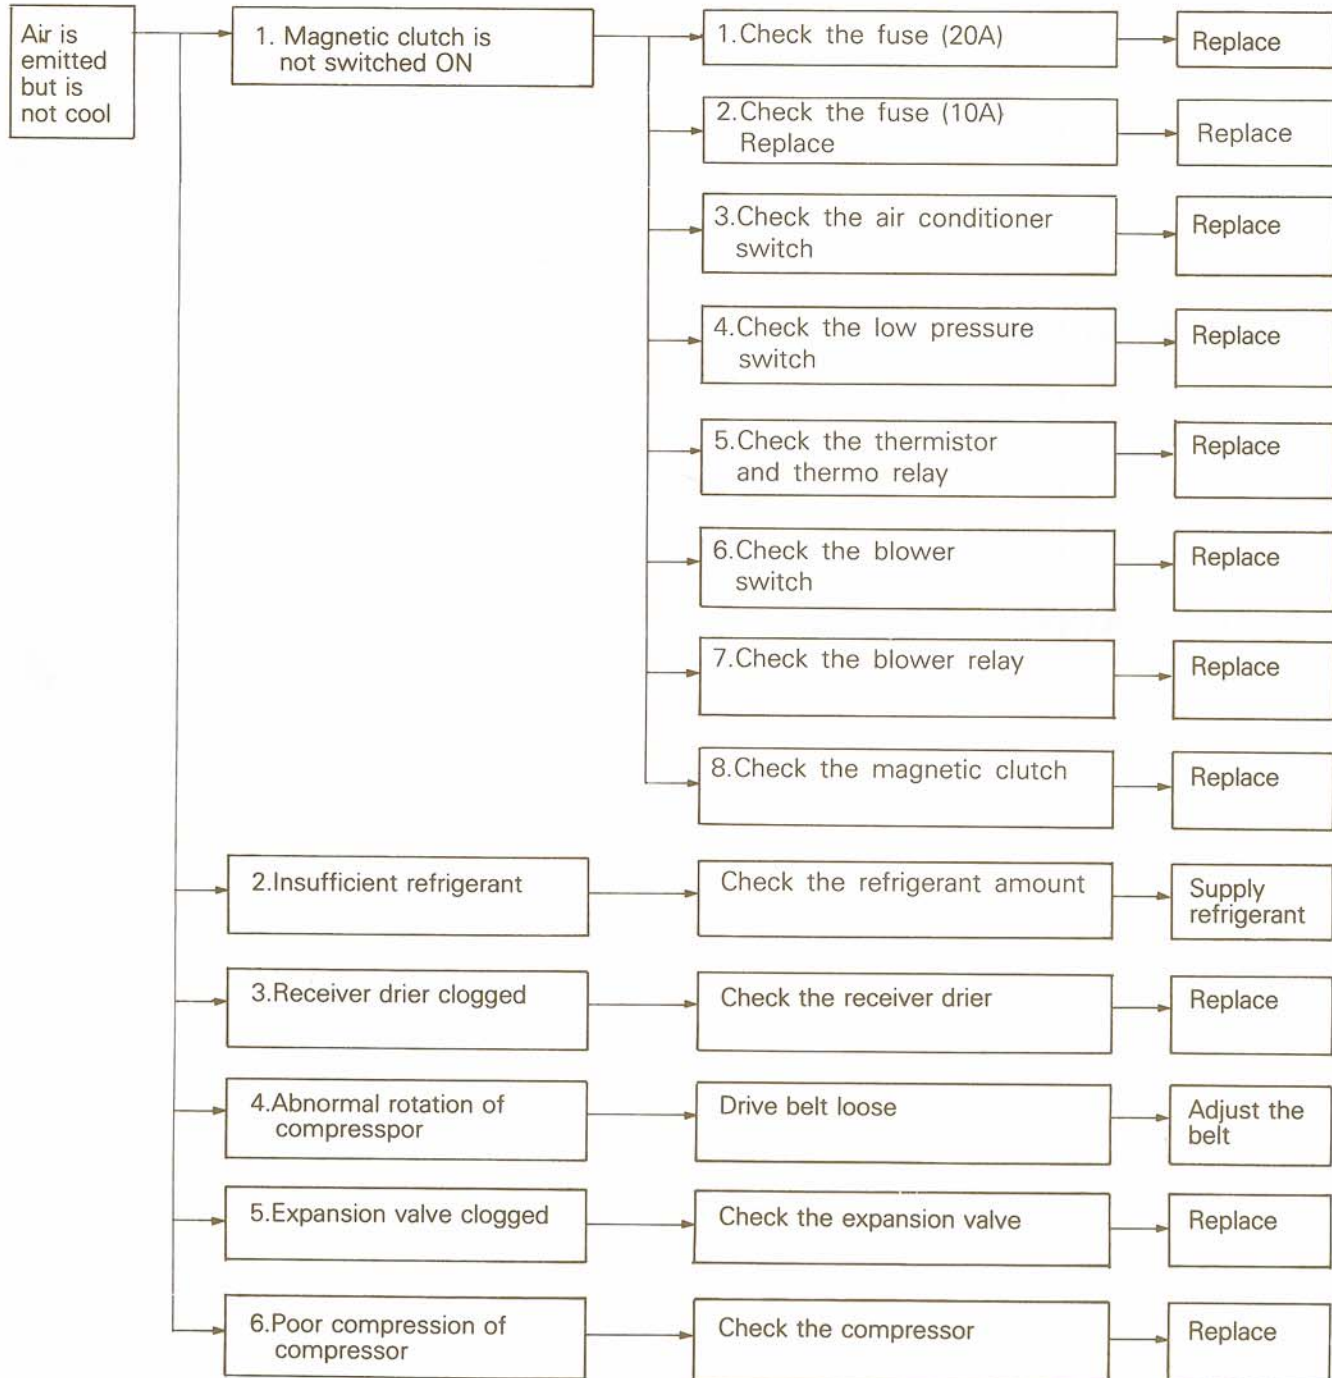 Air is
emitted
but is
not cool
1. Magnetic clutch is
not switched ON
1.Check the fuse (20A)
Replace
2.Check the fuse (10A)
Replace
Replace
3.Check the air conditioner
switch
Replace
4.Check the low pressure
switch
Replace
5.Check the thermistor
and thermo relay
Replace
6.Check the blower
switch
Replace
7.Check the blower relay
Replace
8.Check the magnetic clutch
Replace
2.Insufficient refrigerant
Check the refrigerant amount
Supply
refrigerant
3.Receiver drier clogged
Check the receiver drier
Replace
4.Abnormal rotation of
compresspor
Drive belt loose
Adjust the
belt
5.Expansion valve clogged
Check the expansion valve
Replace
6.Poor compression of
compressor
Check the compressor
Replace